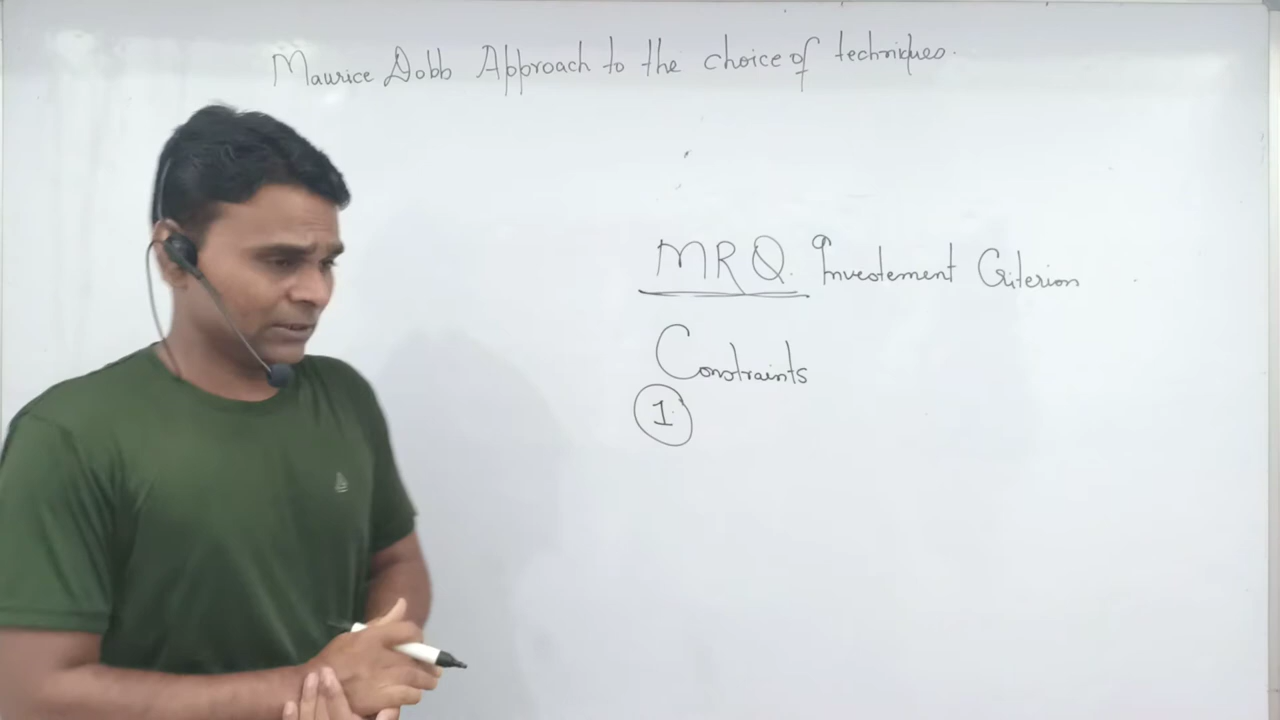 Maurice Dobb Approach to the choice of techniques.
MRQ. Investement Criterion
Constraints
1.